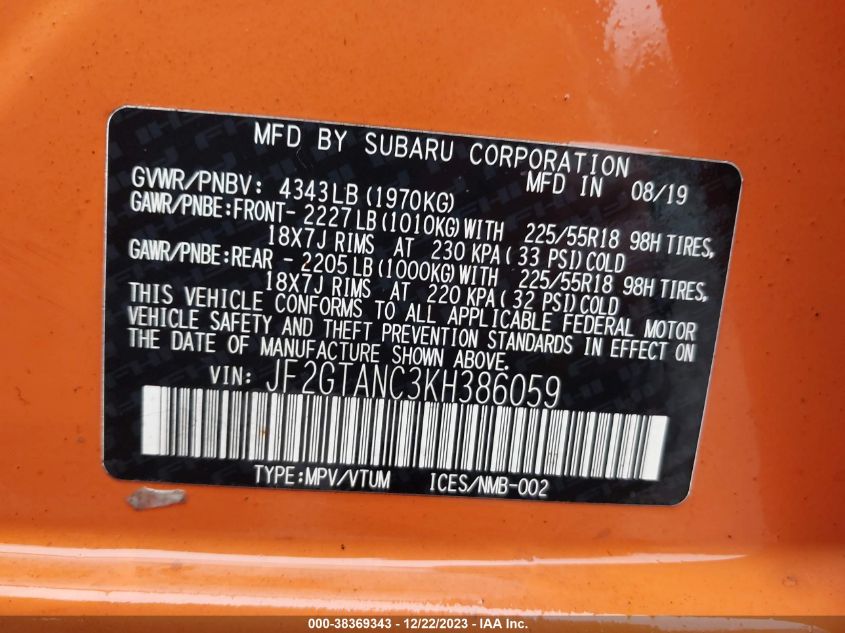 MFD BY SUBARU CORPORATION
MFD IN 08/19
GVWR/PNBV: 4343LB (1970KG)
GAWR/PNBE:FRONT- 2227LB(1010KG)WITH 225/55R18 98H TIRES,
18X7J RIMS AT 230 KPA( 33 PSI)COLD
GAWR/PNBE:REAR - 2205LB(1000KG)WITH 225/55R18 98H TIRES,
18X7J RIMS AT 220 KPA( 32 PSI)COLD
THIS VEHICLE CONFORMS TO ALL APPLICABLE FEDERAL MOTOR
VEHICLE SAFETY AND THEFT PREVENTION STANDARDS IN EFFECT ON
THE DATE OF MANUFACTURE SHOWN ABOVE.
VIN: JF2GTANC3KH386059
TYPE:MPV/VTUM ICES/NMB-002
000-38369343 - 12/22/2023 - IAA Inc.